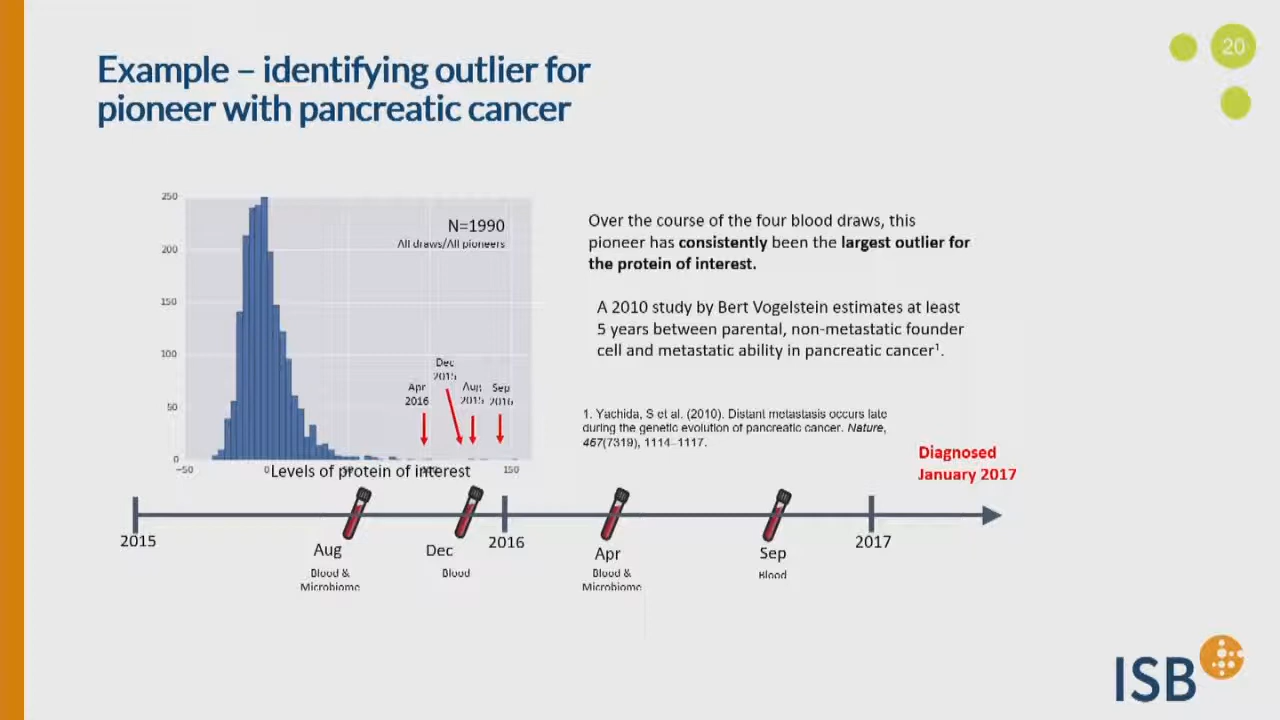 20
Example – identifying outlier for
pioneer with pancreatic cancer
250
200
150
100
50
0
N=1990
All draws/All pioneers
Dec
2015
Apr
2016
Aug
2015
Sep
2016
-50
0
150
Levels of protein of interest
Over the course of the four blood draws, this
pioneer has consistently been the largest outlier for
the protein of interest.
A 2010 study by Bert Vogelstein estimates at least
5 years between parental, non-metastatic founder
cell and metastatic ability in pancreatic cancer¹.
1. Yachida, S et al. (2010). Distant metastasis occurs late
during the genetic evolution of pancreatic cancer. Nature,
467(7319), 1114–1117.
Diagnosed
January 2017
2015
Aug
Blood &
Microbiome
Dec
Blood
2016
Apr
Blood &
Microbiome
Sep
Blood
2017
ISB